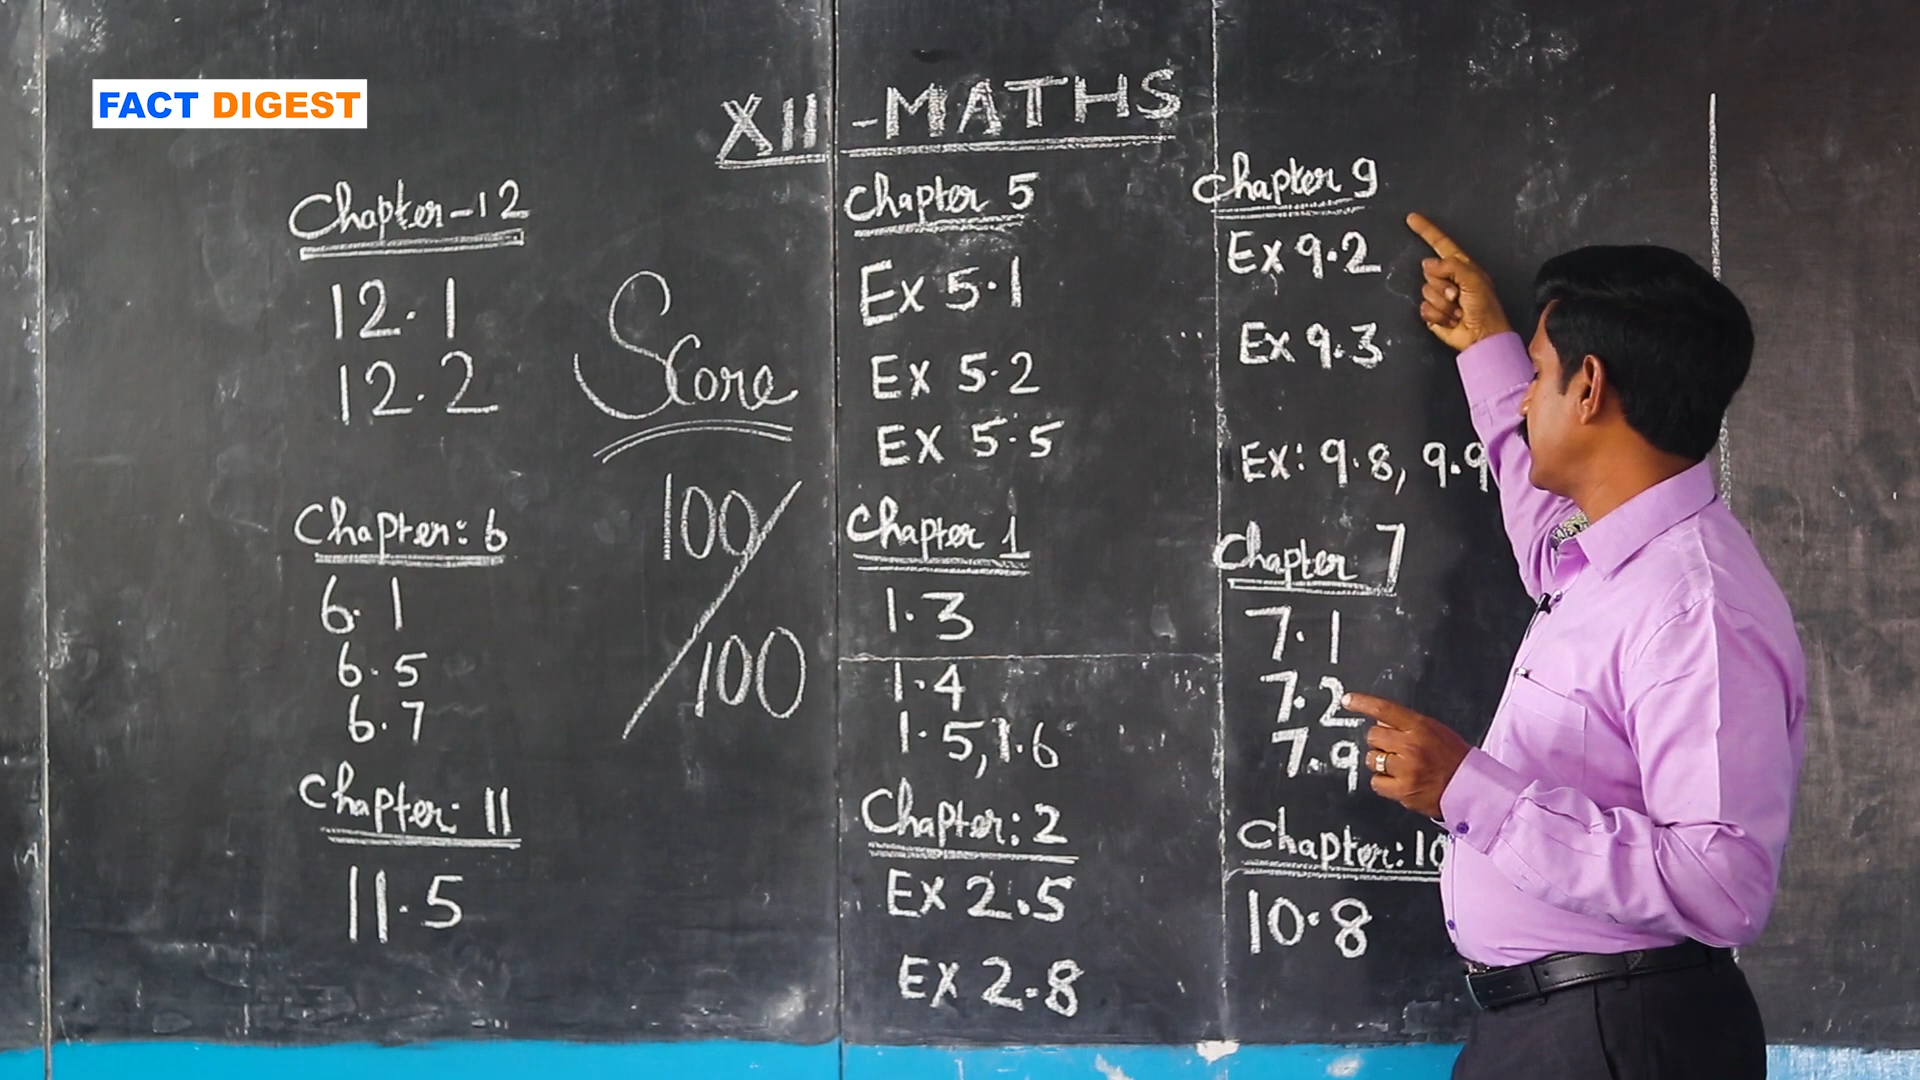 FACT DIGEST
XII - MATHS
Chapter-12
12.1
12.2
Chapter: 6
6.1
6.5
6.7
Chapter: 11
11.5
Score
100/100
Chapter 5
Ex 5.1
Ex 5.2
Ex 5.5
Chapter 1
1.3
1.4
1.5, 1.6
Chapter: 2
Ex 2.5
Ex 2.8
Chapter 9
Ex 9.2
Ex 9.3
Ex: 9.8, 9.9
Chapter 7
7.1
7.2
7.9
Chapter: 10
10.8